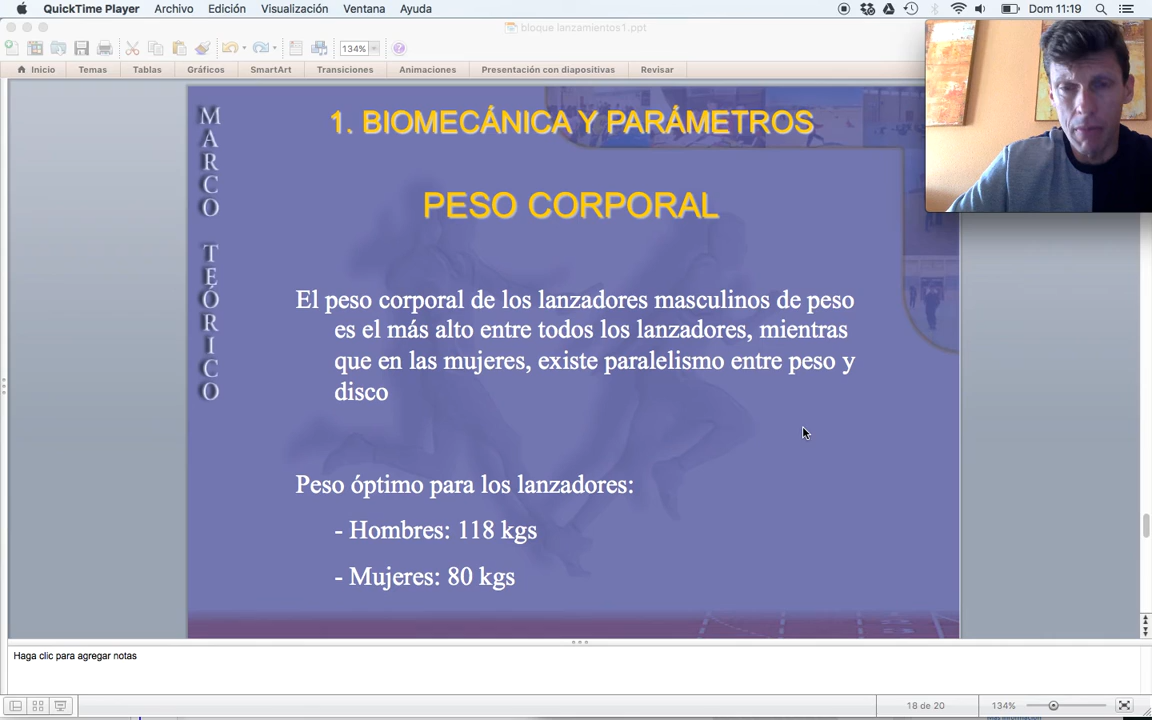 QuickTime Player Archivo Edición Visualización Ventana Ayuda Dom 11:19
bloque lanzamientos1.ppt
134%
Inicio Temas Tablas Gráficos SmartArt Transiciones Animaciones Presentación con diapositivas Revisar
MARCO TEÓRICO
1. BIOMECÁNICA Y PARÁMETROS
PESO CORPORAL
El peso corporal de los lanzadores masculinos de peso
es el más alto entre todos los lanzadores, mientras
que en las mujeres, existe paralelismo entre peso y
disco
Peso óptimo para los lanzadores:
- Hombres: 118 kgs
- Mujeres: 80 kgs
Haga clic para agregar notas
18 de 20 134%